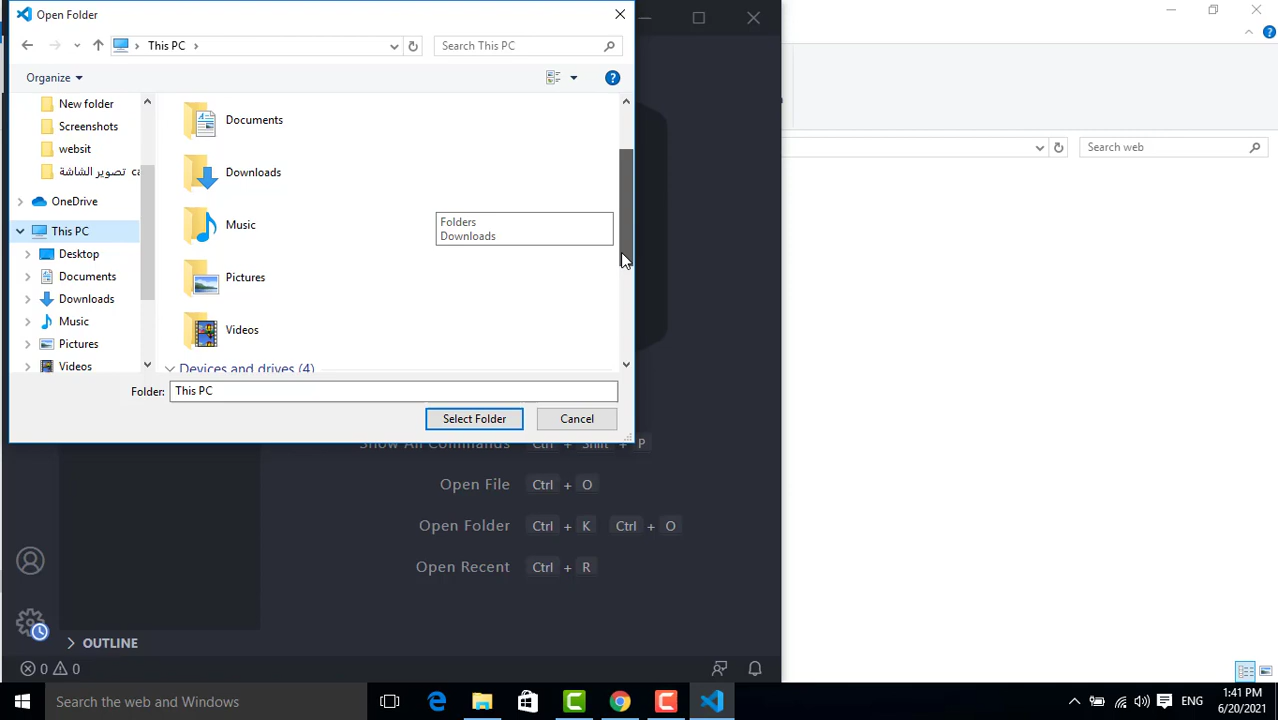 Open Folder
This PC
Search This PC
Organize
New folder
Screenshots
websit
تصوير الشاشة ca
OneDrive
This PC
Desktop
Documents
Downloads
Music
Pictures
Videos
Documents
Downloads
Music
Pictures
Videos
Devices and drives (4)
Folders
Downloads
Folder: This PC
Select Folder
Cancel
Search web
Show All Commands Ctrl + Shift + P
Open File Ctrl + O
Open Folder Ctrl + K Ctrl + O
Open Recent Ctrl + R
OUTLINE
0 0
Search the web and Windows
ENG
1:41 PM
6/20/2021